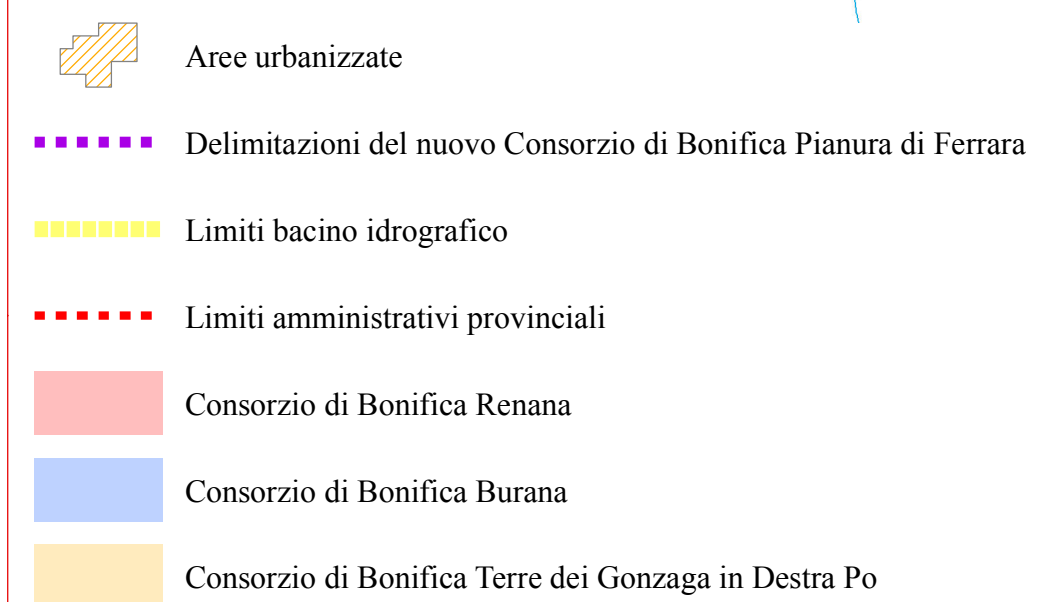 Aree urbanizzate
Delimitazioni del nuovo Consorzio di Bonifica Pianura di Ferrara
Limiti bacino idrografico
Limiti amministrativi provinciali
Consorzio di Bonifica Renana
Consorzio di Bonifica Burana
Consorzio di Bonifica Terre dei Gonzaga in Destra Po